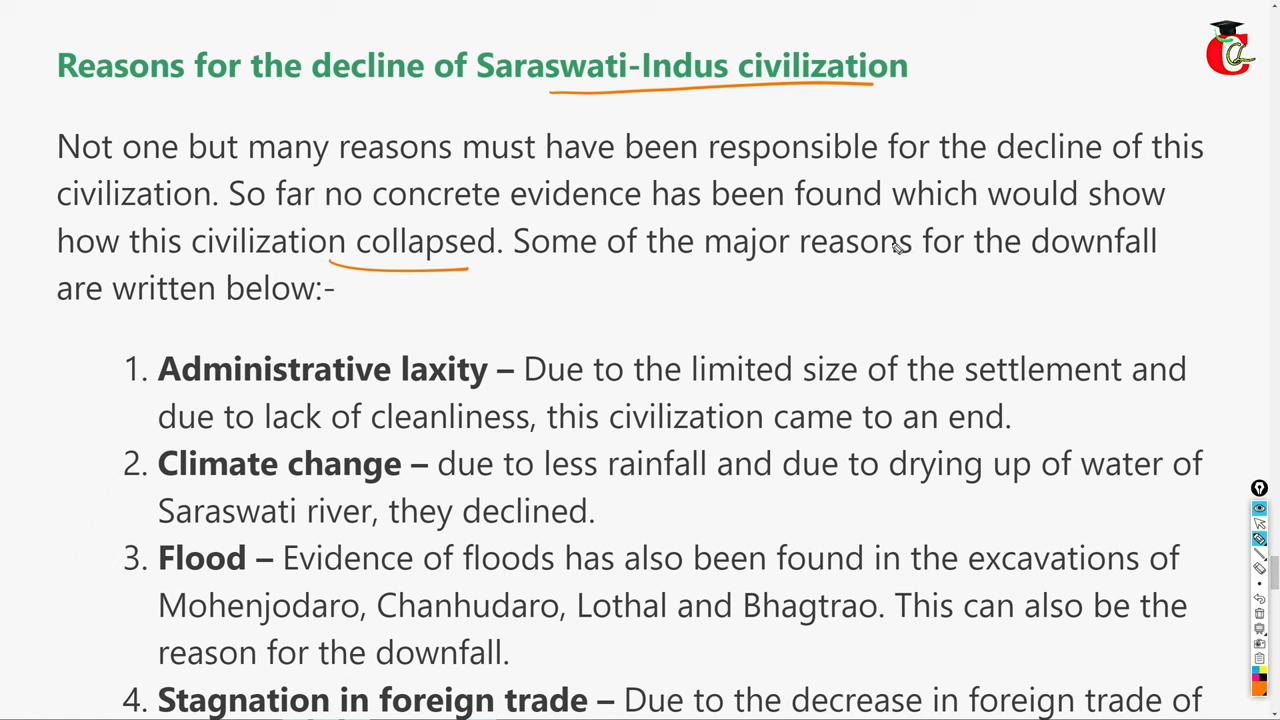 Reasons for the decline of Saraswati-Indus civilization
Not one but many reasons must have been responsible for the decline of this
civilization. So far no concrete evidence has been found which would show
how this civilization collapsed. Some of the major reasons for the downfall
are written below:-
1. Administrative laxity – Due to the limited size of the settlement and
due to lack of cleanliness, this civilization came to an end.
2. Climate change – due to less rainfall and due to drying up of water of
Saraswati river, they declined.
3. Flood – Evidence of floods has also been found in the excavations of
Mohenjodaro, Chanhudaro, Lothal and Bhagtrao. This can also be the
reason for the downfall.
4. Stagnation in foreign trade – Due to the decrease in foreign trade of